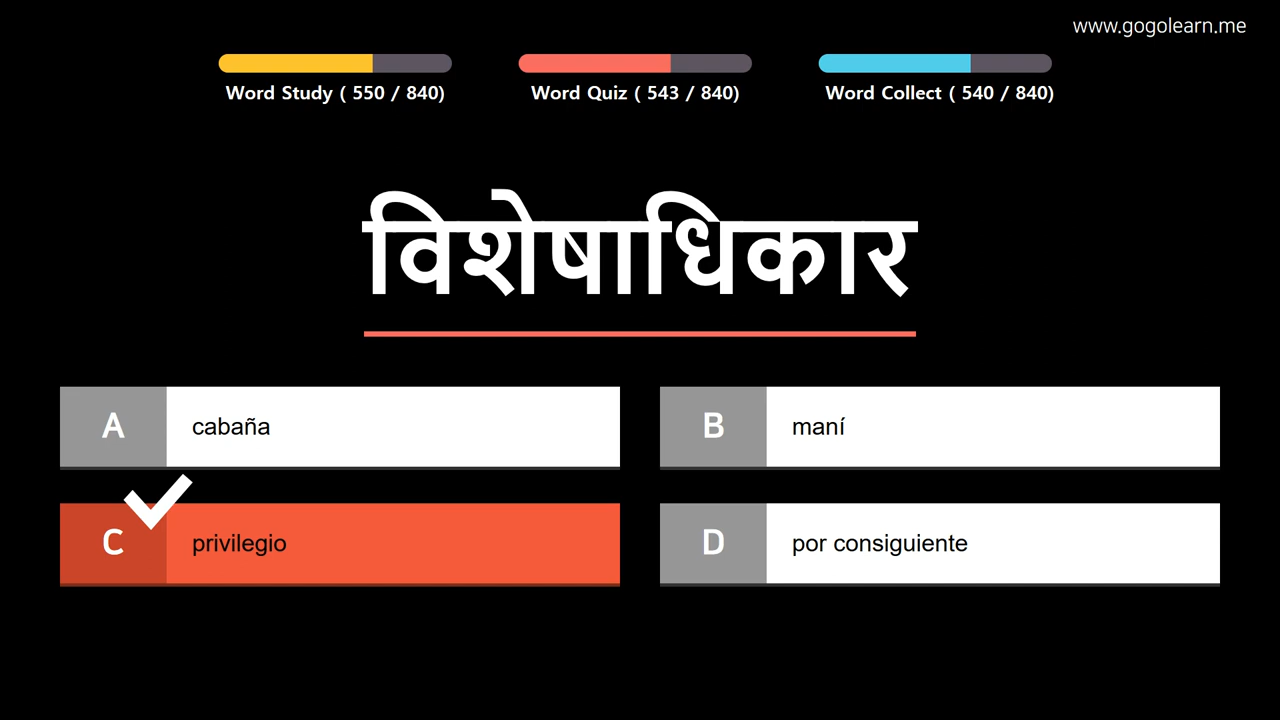 www.gogolearn.me
Word Study ( 550 / 840)
Word Quiz ( 543 / 840)
Word Collect ( 540 / 840)
विशेषाधिकार
A cabaña
B maní
C privilegio
D por consiguiente